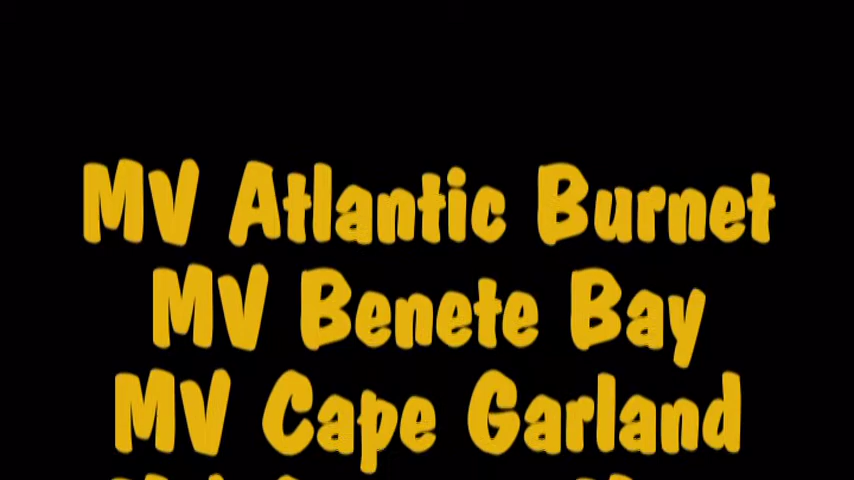 MV Atlantic Burnet
MV Benete Bay
MV Cape Garland